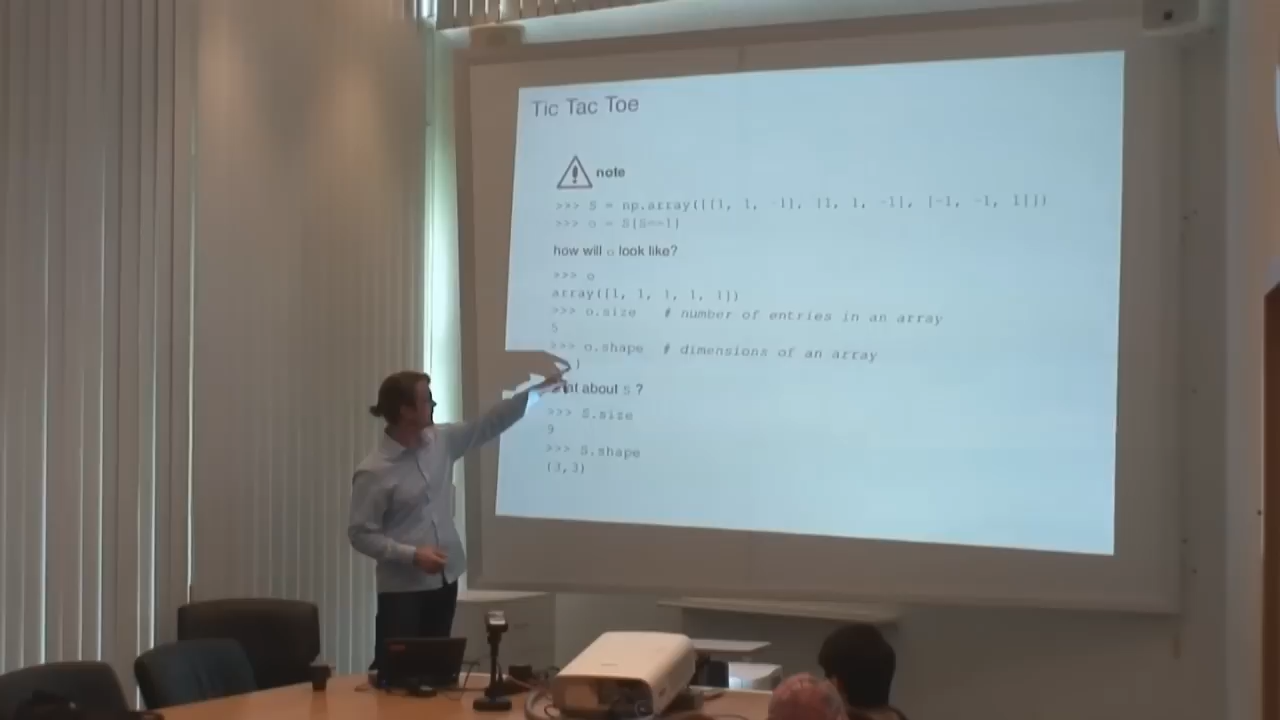 Tic Tac Toe
note
>>> S = np.array([[1, 1, -1], [1, 1, -1], [-1, -1, 1]])
>>> o = S[S==1]
how will o look like?
>>> o
array([1, 1, 1, 1, 1])
>>> o.size # number of entries in an array
5
>>> o.shape # dimensions of an array
)
at about S ?
>>> S.size
9
>>> S.shape
(3,3)